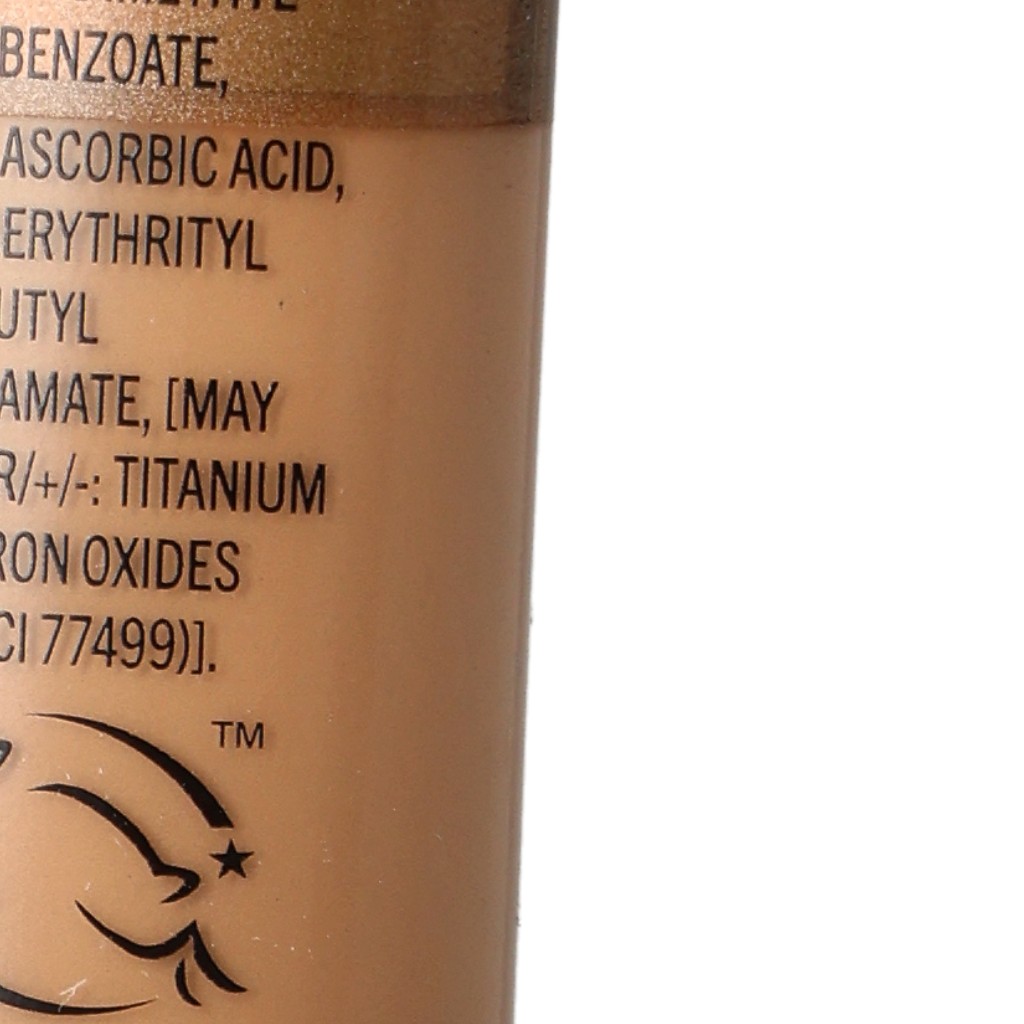 BENZOATE,
ASCORBIC ACID,
ERYTHRITYL
UTYL
AMATE, [MAY
R/+/-: TITANIUM
RON OXIDES
CI 77499)].
TM